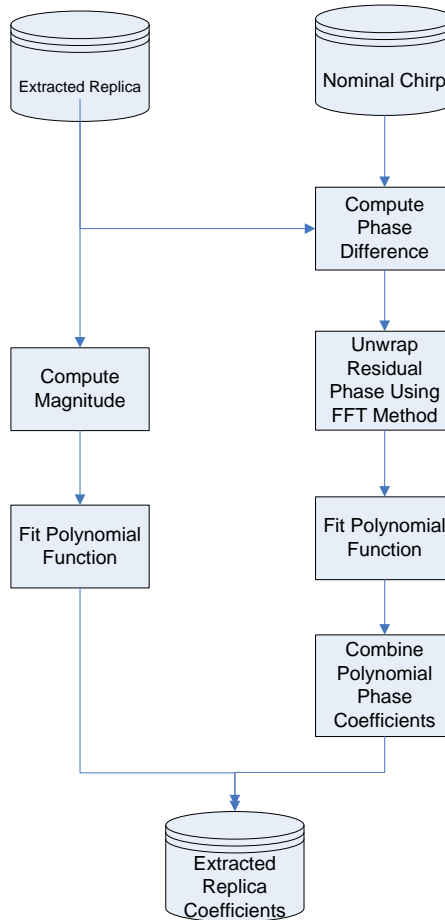 Extracted Replica
Nominal Chirp
Compute
Phase
Difference
Unwrap
Residual
Phase Using
FFT Method
Compute
Magnitude
Fit Polynomial
Function
Fit Polynomial
Function
Combine
Polynomial
Phase
Coefficients
Extracted
Replica
Coefficients